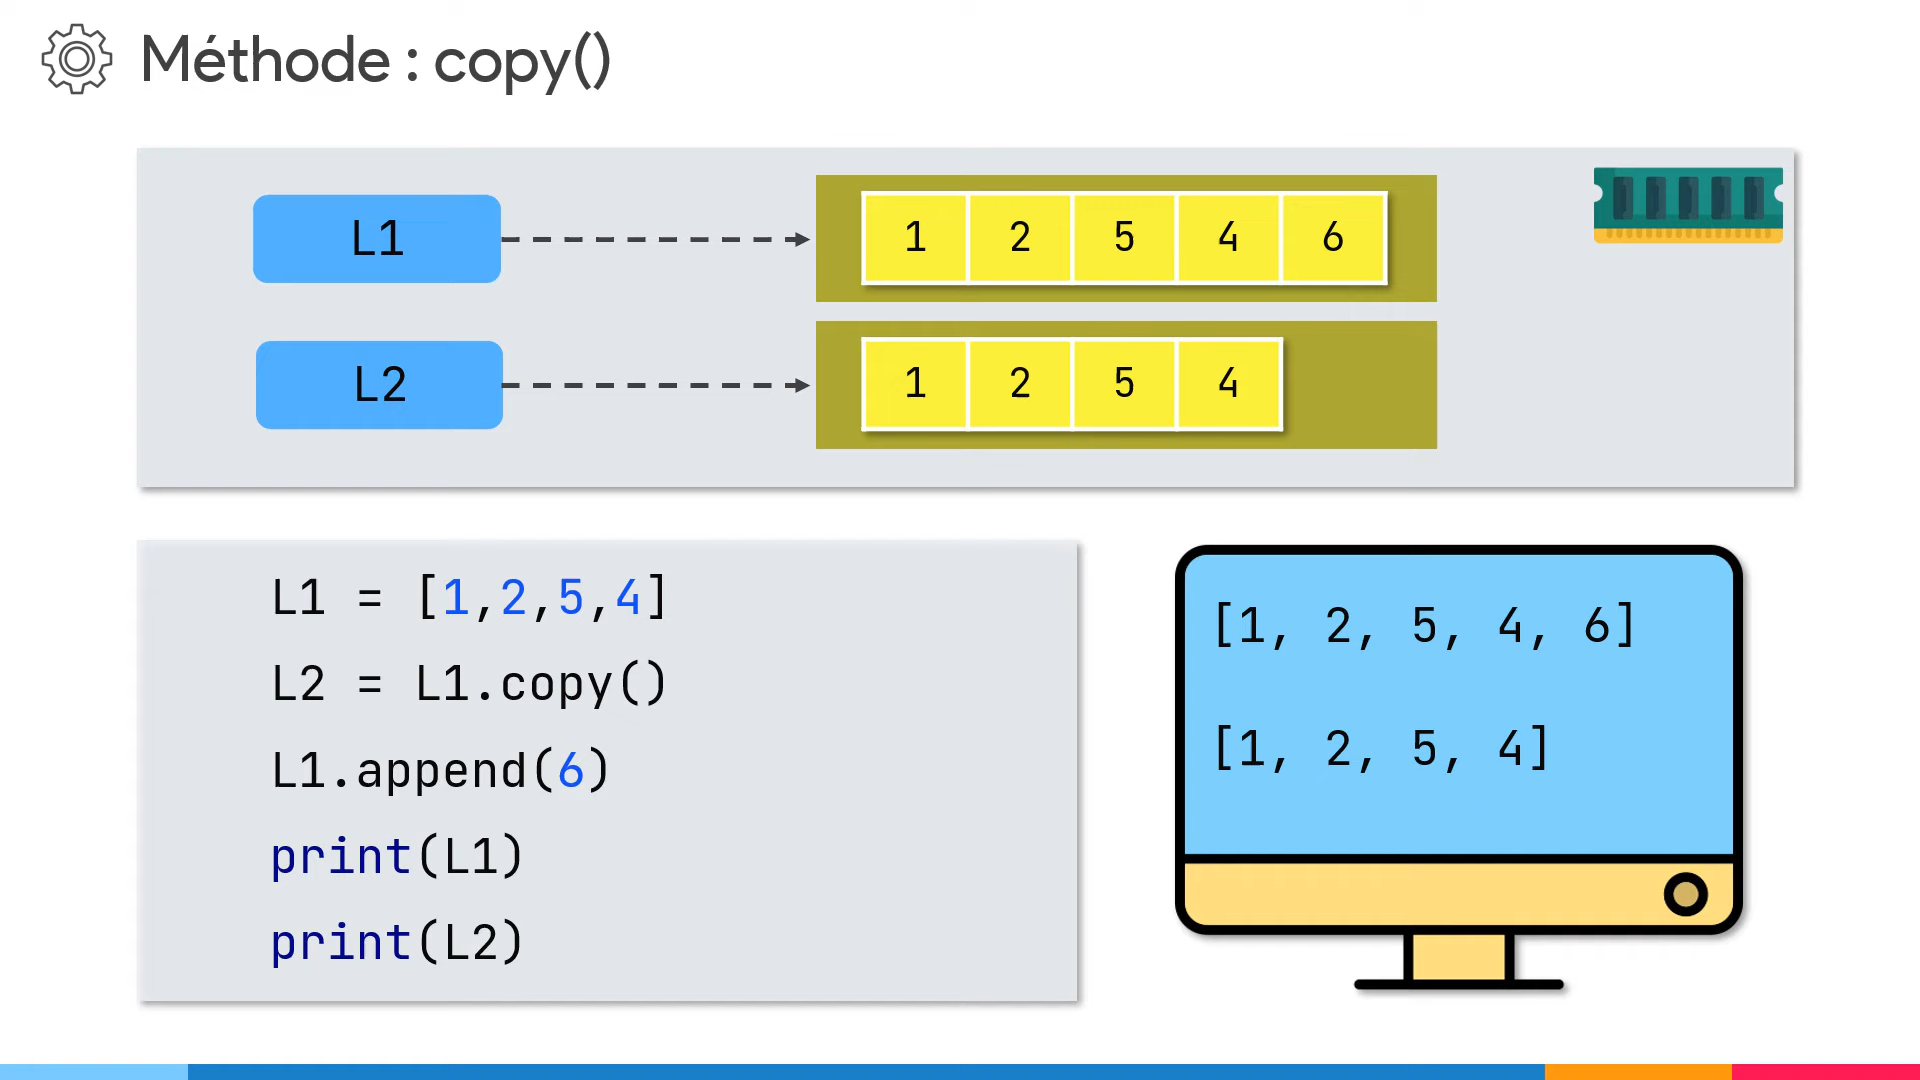 Méthode : copy()
L1 1 2 5 4 6
L2 1 2 5 4
L1 = [1,2,5,4]
L2 = L1.copy()
L1.append(6)
print(L1)
print(L2)
[1, 2, 5, 4, 6]
[1, 2, 5, 4]